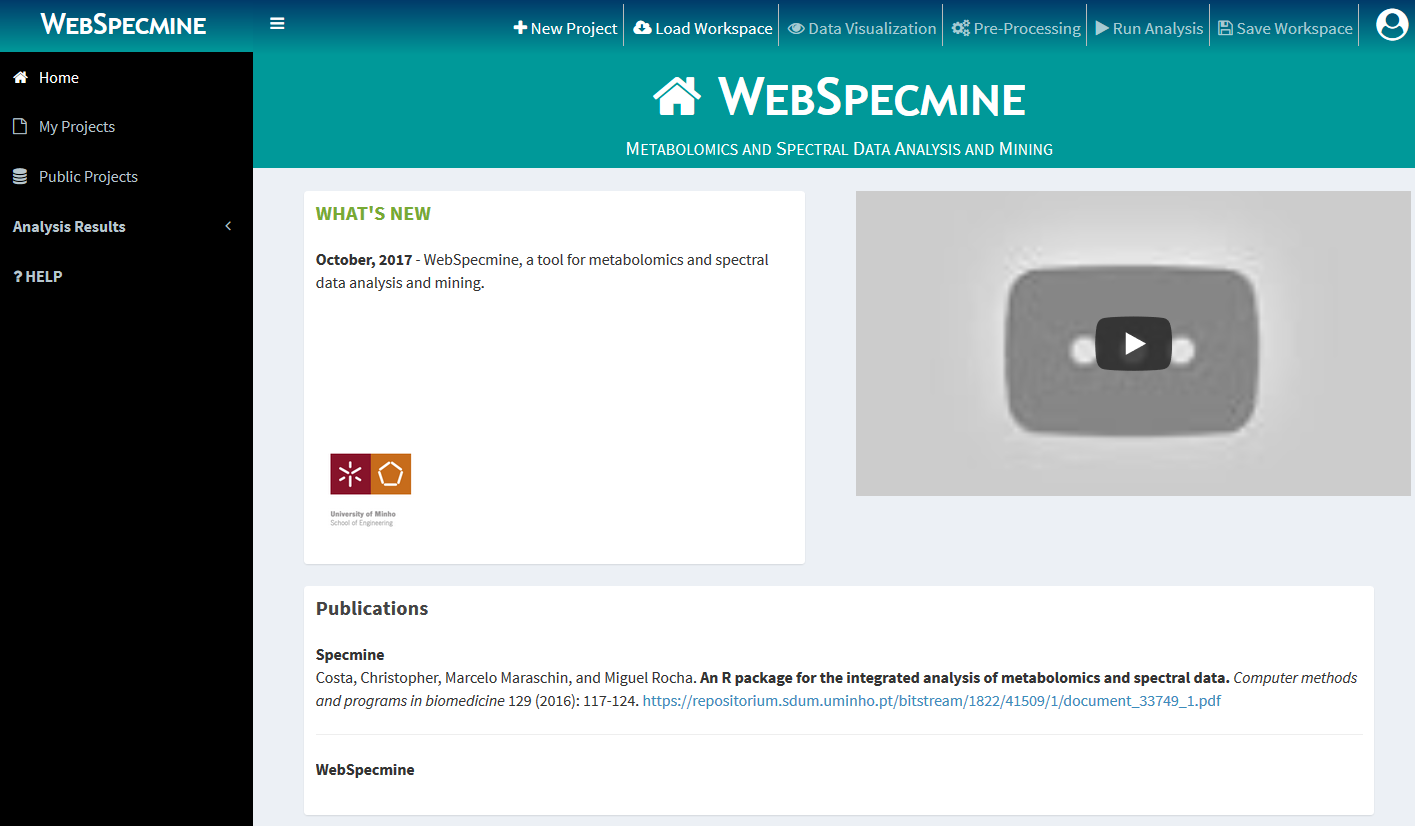 WebSpecmine
New Project
Load Workspace
Data Visualization
Pre-Processing
Run Analysis
Save Workspace
Home
My Projects
Public Projects
Analysis Results
? HELP
WebSpecmine
Metabolomics and Spectral Data Analysis and Mining
WHAT'S NEW
October, 2017 - WebSpecmine, a tool for metabolomics and spectral
data analysis and mining.
University of Minho
School of Engineering
Publications
Specmine
Costa, Christopher, Marcelo Maraschin, and Miguel Rocha. An R package for the integrated analysis of metabolomics and spectral data. Computer methods
and programs in biomedicine 129 (2016): 117-124. https://repositorium.sdum.uminho.pt/bitstream/1822/41509/1/document_33749_1.pdf
WebSpecmine